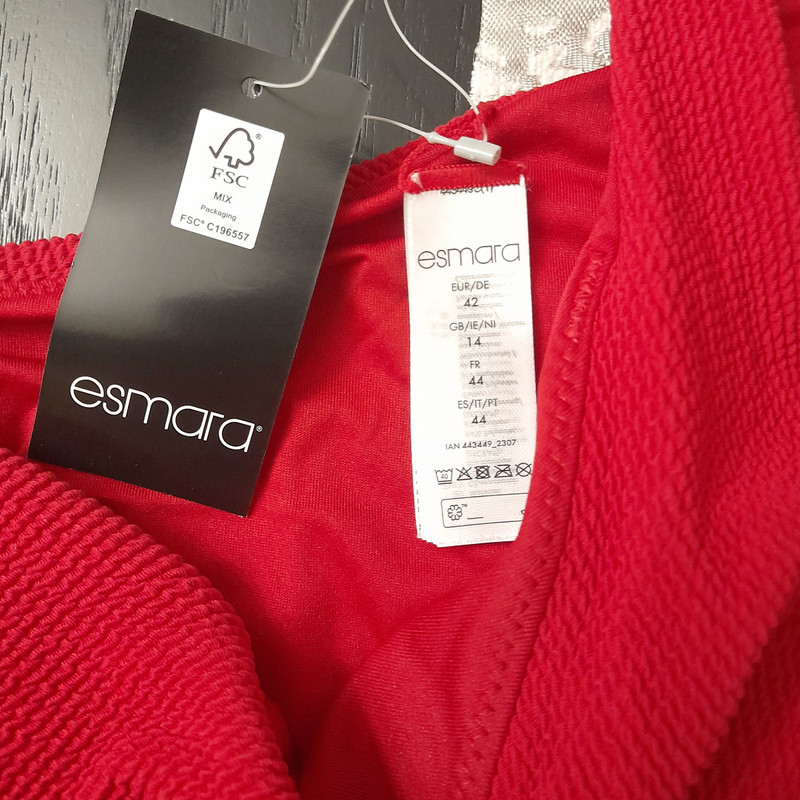 FSC®
MIX
Packaging
FSC® C196557
esmara®
esmara
EUR/DE
42
GB/IE/NI
14
FR
44
ES/IT/PT
44
IAN 443449_2307
40